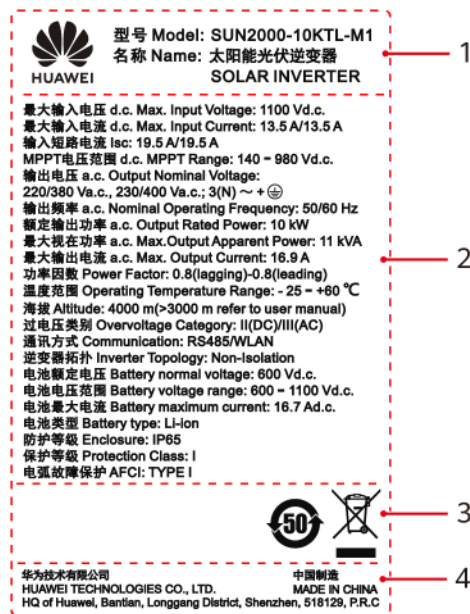 HUAWEI
型号 Model: SUN2000-10KTL-M1
名称 Name: 太阳能光伏逆变器
SOLAR INVERTER
1
最大输入电压 d.c. Max. Input Voltage: 1100 Vd.c.
最大输入电流 d.c. Max. Input Current: 13.5 A/13.5 A
输入短路电流 Isc: 19.5 A/19.5 A
MPPT电压范围 d.c. MPPT Range: 140 - 980 Vd.c.
输出电压 a.c. Output Nominal Voltage:
220/380 Va.c., 230/400 Va.c.; 3(N) ~ + ⏚
输出频率 a.c. Nominal Operating Frequency: 50/60 Hz
额定输出功率 a.c. Output Rated Power: 10 kW
最大视在功率 a.c. Max.Output Apparent Power: 11 kVA
最大输出电流 a.c. Max. Output Current: 16.9 A
功率因数 Power Factor: 0.8(lagging)-0.8(leading)
温度范围 Operating Temperature Range: - 25 - +60 ℃
海拔 Altitude: 4000 m(>3000 m refer to user manual)
过电压类别 Overvoltage Category: II(DC)/III(AC)
通讯方式 Communication: RS485/WLAN
逆变器拓扑 Inverter Topology: Non-Isolation
电池额定电压 Battery normal voltage: 600 Vd.c.
电池电压范围 Battery voltage range: 600 - 1100 Vd.c.
电池最大电流 Battery maximum current: 16.7 Ad.c.
电池类型 Battery type: Li-ion
防护等级 Enclosure: IP65
保护等级 Protection Class: I
电弧故障保护 AFCI: TYPE I
2
50
3
华为技术有限公司 中国制造
HUAWEI TECHNOLOGIES CO., LTD. MADE IN CHINA
HQ of Huawei, Bantian, Longgang District, Shenzhen, 518129, P.R.C
4